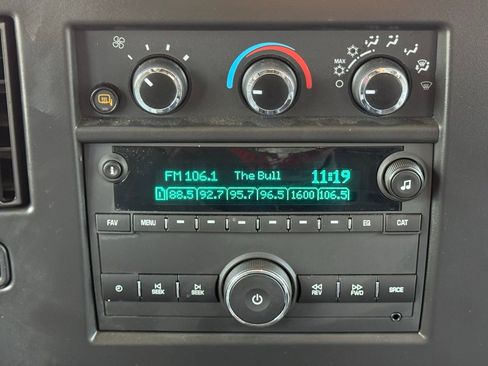 MAX
FM 106.1 The Bull 11:19
1 88.5 92.7 95.7 96.5 1600 106.5
FAV MENU EQ CAT
SEEK SEEK REV FWD SRCE